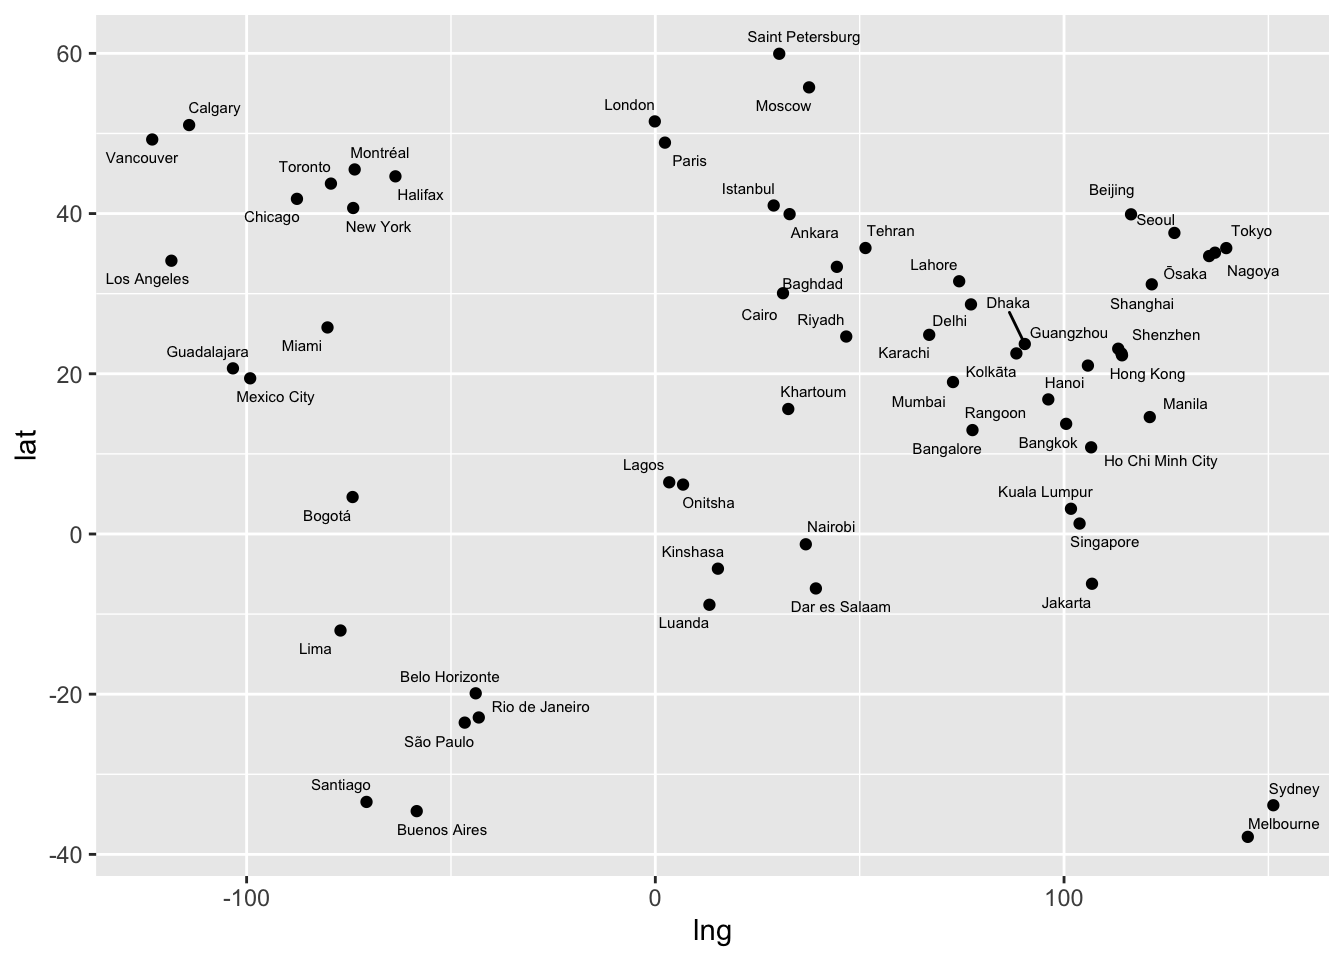 Saint Petersburg
60
Moscow
London
Calgary
Vancouver
Paris
Montréal
Toronto
Halifax
Istanbul
Beijing
Chicago
40
Seoul
New York
Ankara
Tehran
Tokyo
Lahore
Nagoya
Ōsaka
Los Angeles
Baghdad
Dhaka
Shanghai
Cairo
Riyadh
Delhi
Guangzhou
Shenzhen
Miami
Guadalajara
Karachi
20
Kolkāta
Hong Kong
Hanoi
Mexico City
Khartoum
Mumbai
Manila
Rangoon
Bangalore
Bangkok
Ho Chi Minh City
lat
Lagos
Kuala Lumpur
Onitsha
Bogotá
Nairobi
0
Singapore
Kinshasa
Dar es Salaam
Jakarta
Luanda
Lima
Belo Horizonte
-20
Rio de Janeiro
São Paulo
Santiago
Sydney
Buenos Aires
Melbourne
-40
-100
0
100
lng